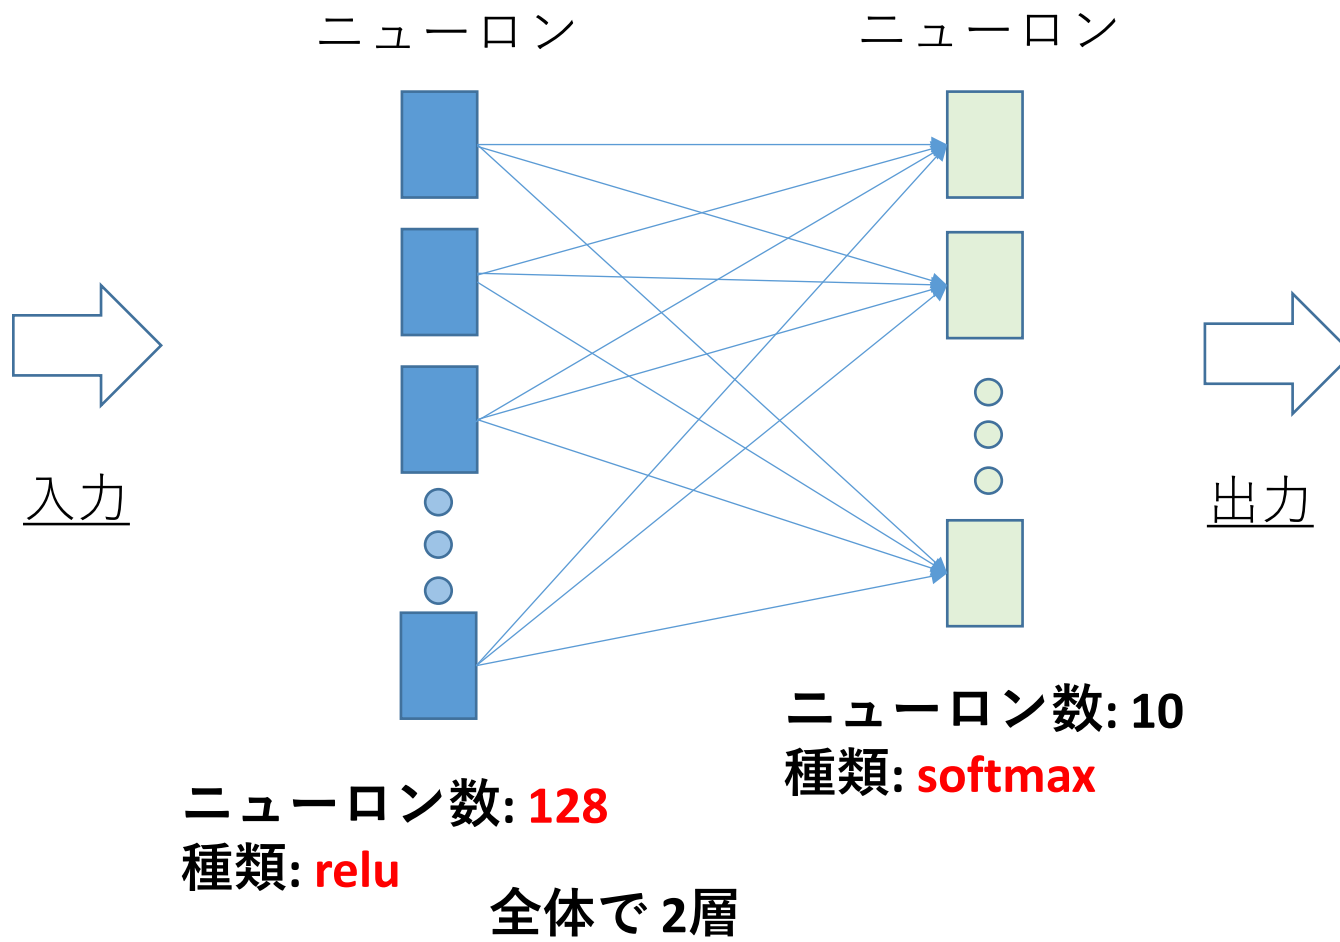 ニューロン
ニューロン
入力
出力
ニューロン数: 10
種類: softmax
ニューロン数: 128
種類: relu
全体で 2層